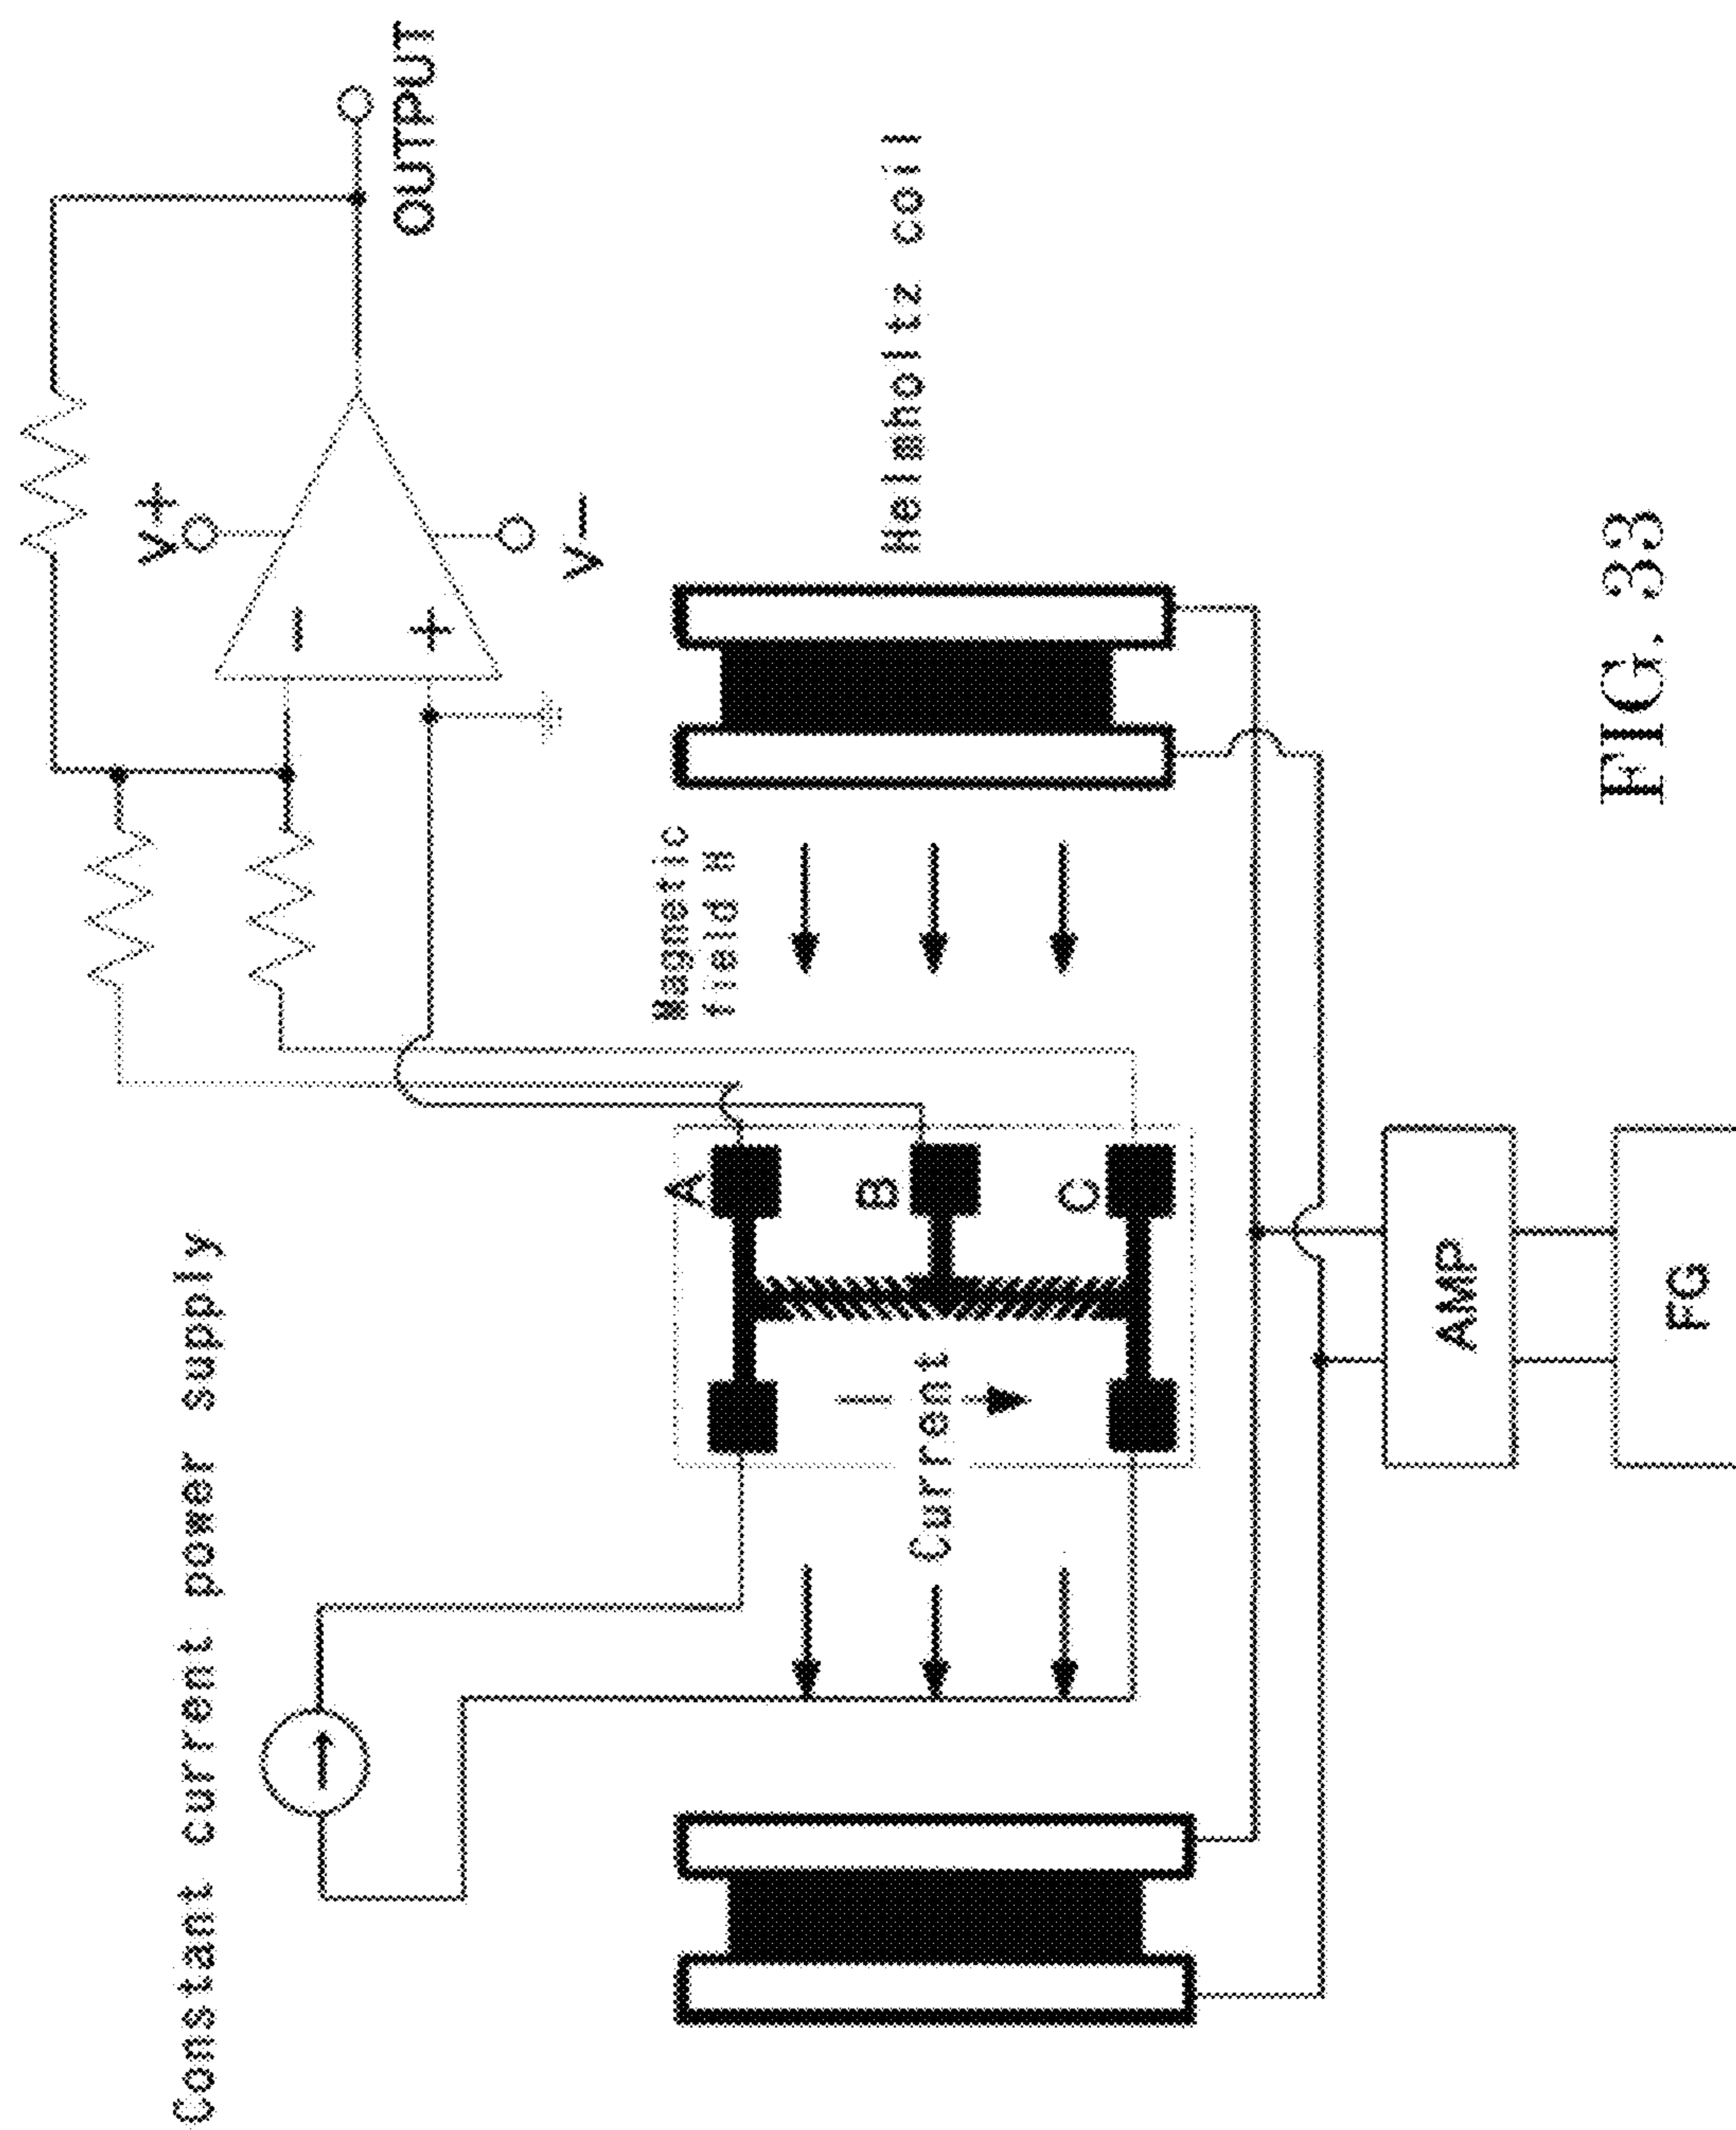 Constant current power supply
V+
−
+
V−
OUTPUT
Magnetic
field H
Helmholtz coil
A
B
C
Current
AMP
FG
FIG. 33